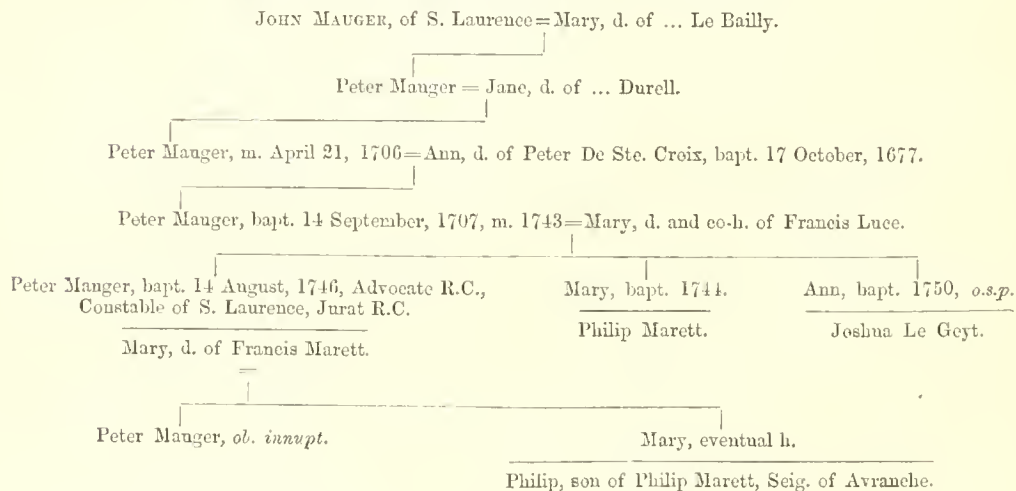 JOHN MAUGER, of S. Laurence=Mary, d. of ... Le Bailly.
Peter Mauger = Jane, d. of ... Durell.
Peter Mauger, m. April 21, 1706=Ann, d. of Peter De Ste. Croix, bapt. 17 October, 1677.
Peter Mauger, bapt. 14 September, 1707, m. 1743=Mary, d. and co-h. of Francis Luce.
Peter Mauger, bapt. 14 August, 1746, Advocate R.C.,
Constable of S. Laurence, Jurat R.C.
Mary, d. of Francis Marett.
=
Mary, bapt. 1744.
Philip Marett.
Ann, bapt. 1750, o.s.p.
Joshua Le Geyt.
Peter Mauger, ob. innupt.
Mary, eventual h.
Philip, son of Philip Marett, Seig. of Avranche.